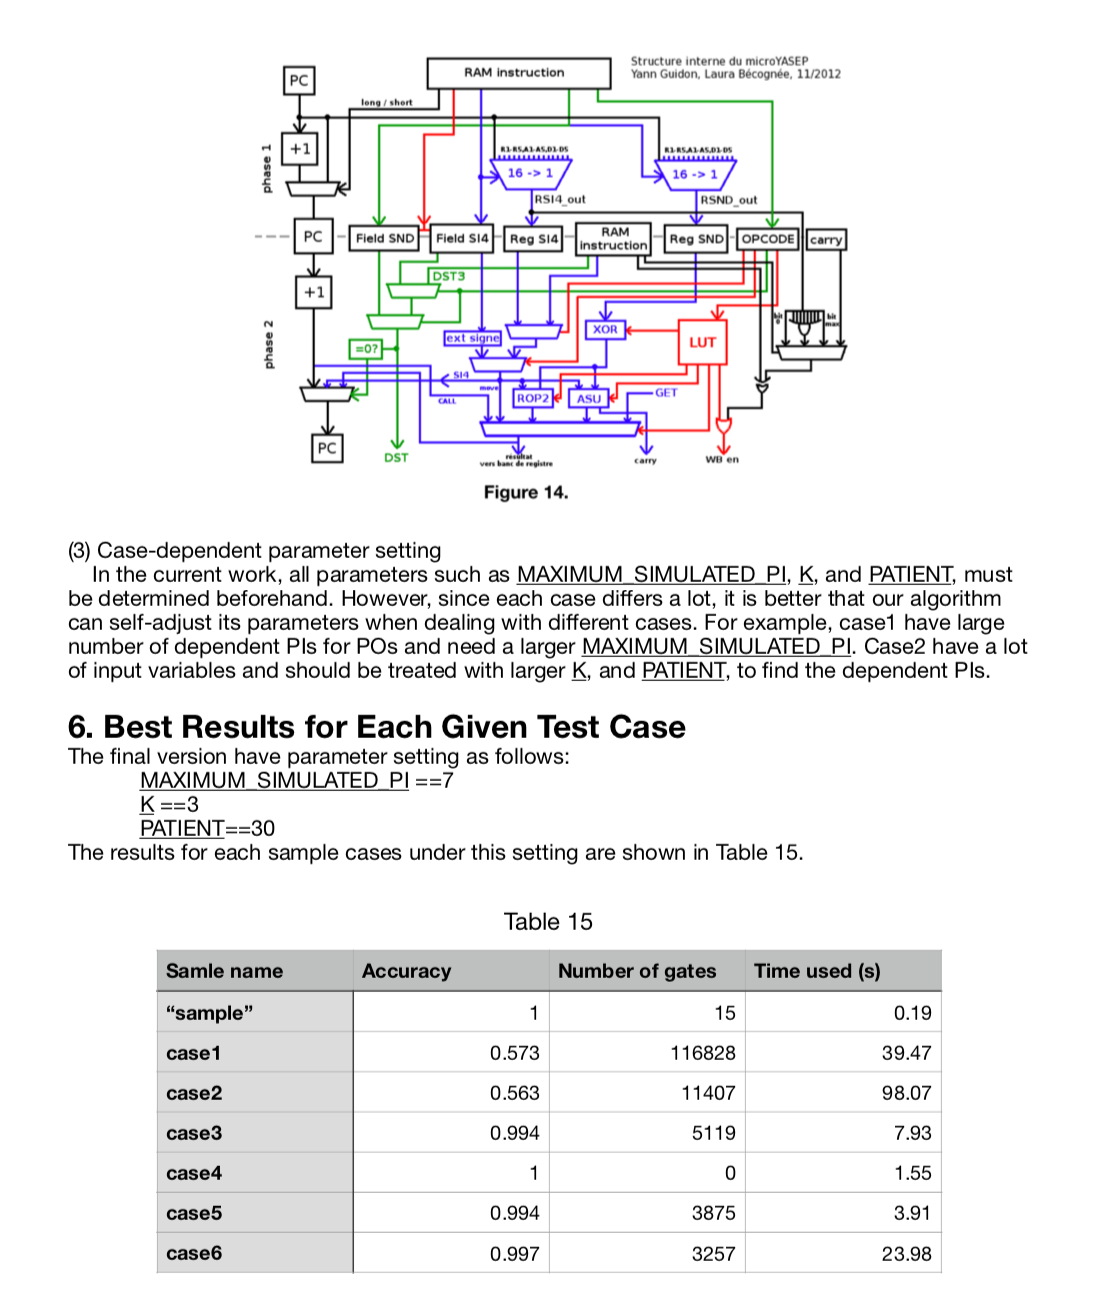 Structure interne du microYASEP
Yann Guidon, Laura Bécognée, 11/2012
RAM instruction
PC
long / short
+1
phase 1
R1-R5,A1-A5,D1-D5
R1-R5,A1-A5,D1-D5
16 -> 1
16 -> 1
RSI4_out
RSND_out
PC
Field SND
Field SI4
Reg SI4
RAM
instruction
Reg SND
OPCODE
carry
DST3
+1
phase 2
ext signe
XOR
LUT
bit
0
bit
max
=0?
SI4
move
CALL
ROP2
ASU
GET
PC
DST
résultat
vers banc de registre
carry
WB en
Figure 14.
(3) Case-dependent parameter setting
In the current work, all parameters such as MAXIMUM_SIMULATED_PI, K, and PATIENT, must
be determined beforehand. However, since each case differs a lot, it is better that our algorithm
can self-adjust its parameters when dealing with different cases. For example, case1 have large
number of dependent PIs for POs and need a larger MAXIMUM_SIMULATED_PI. Case2 have a lot
of input variables and should be treated with larger K, and PATIENT, to find the dependent PIs.
6. Best Results for Each Given Test Case
The final version have parameter setting as follows:
MAXIMUM_SIMULATED_PI ==7
K ==3
PATIENT==30
The results for each sample cases under this setting are shown in Table 15.
Table 15
Samle name Accuracy Number of gates Time used (s)
“sample” 1 15 0.19
case1 0.573 116828 39.47
case2 0.563 11407 98.07
case3 0.994 5119 7.93
case4 1 0 1.55
case5 0.994 3875 3.91
case6 0.997 3257 23.98